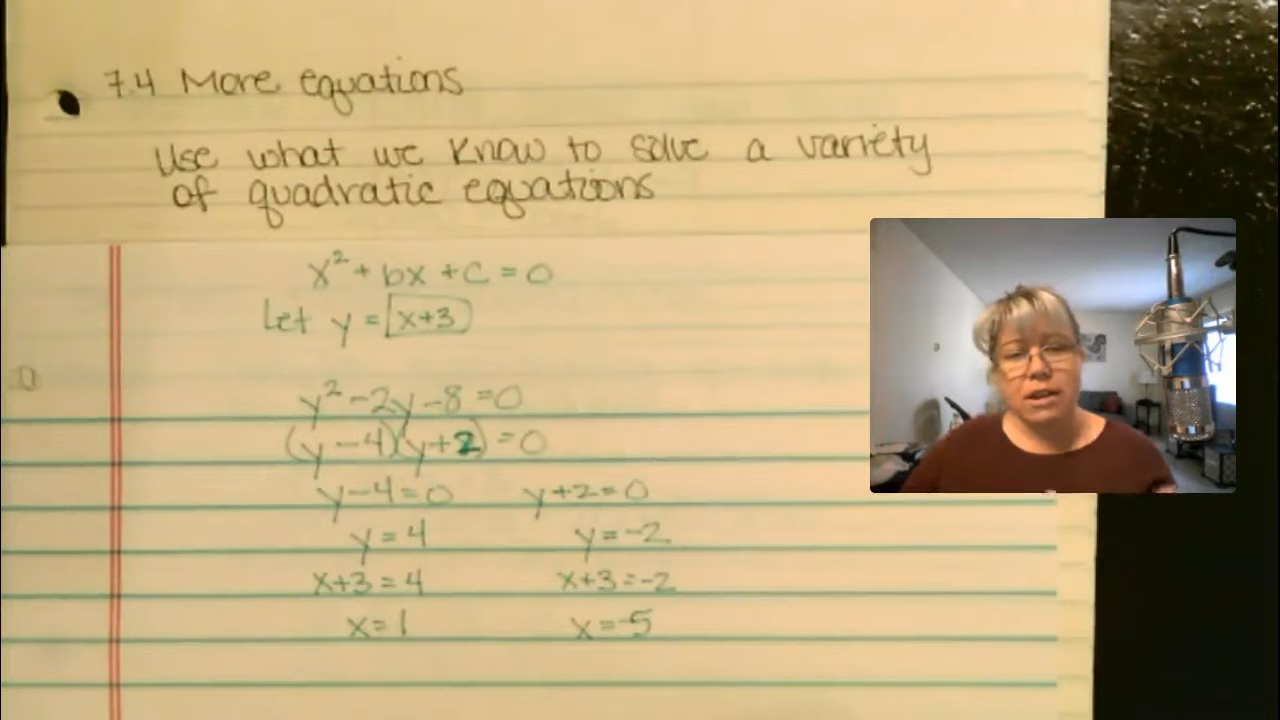 7.4 More equations
Use what we know to solve a variety
of quadratic equations
x² + bx + c = 0
Let y = x+3
y² - 2y - 8 = 0
(y - 4)(y + 2) = 0
y - 4 = 0 y + 2 = 0
y = 4 y = -2
x+3 = 4 x+3 = -2
x = 1 x = -5